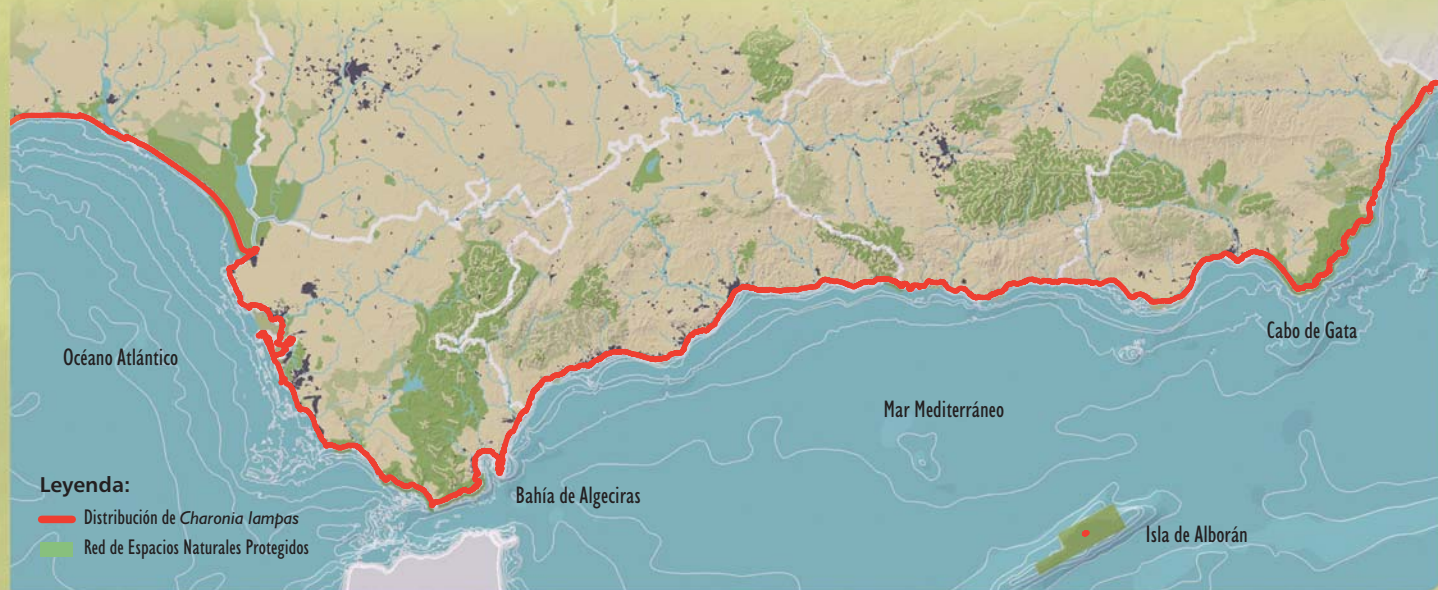 Océano Atlántico
Cabo de Gata
Mar Mediterráneo
Leyenda:
Distribución de Charonia lampas
Red de Espacios Naturales Protegidos
Bahía de Algeciras
Isla de Alborán